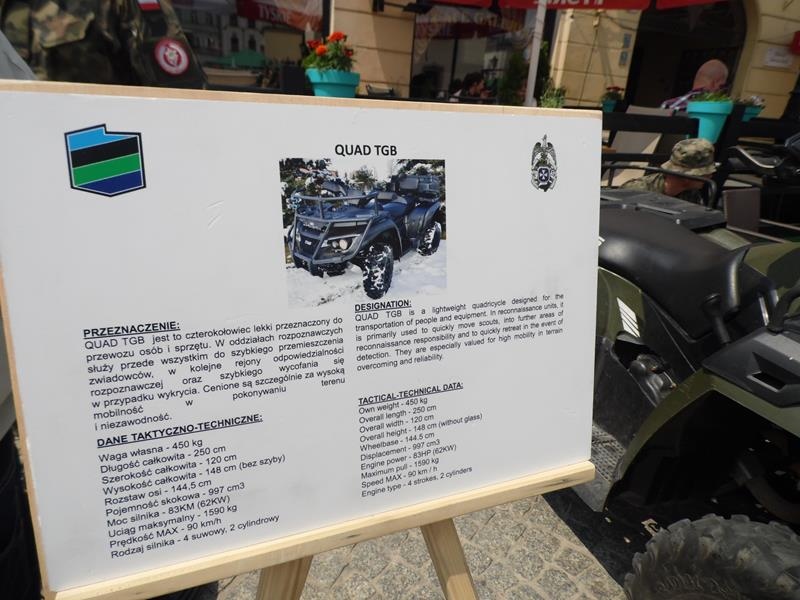 TYSKIE
QUAD TGB
PRZEZNACZENIE:
QUAD TGB jest to czterokołowiec lekki przeznaczony do
przewozu osób i sprzętu. W oddziałach rozpoznawczych
służy przede wszystkim do szybkiego przemieszczenia
zwiadowców, w kolejne rejony odpowiedzialności
rozpoznawczej oraz szybkiego wycofania się
w przypadku wykrycia. Cenione są szczególnie za wysoką
mobilność w pokonywaniu terenu
i niezawodność.
DANE TAKTYCZNO-TECHNICZNE:
Waga własna - 450 kg
Długość całkowita - 250 cm
Szerokość całkowita - 120 cm
Wysokość całkowita - 148 cm (bez szyby)
Rozstaw osi - 144,5 cm
Pojemność skokowa - 997 cm3
Moc silnika - 83KM (62KW)
Uciąg maksymalny - 1590 kg
Prędkość MAX - 90 km/h
Rodzaj silnika - 4 suwowy, 2 cylindrowy
DESIGNATION:
QUAD TGB is a lightweight quadricycle designed for the
transportation of people and equipment. In reconnaissance units, it
is primarily used to quickly move scouts, into further areas of
reconnaissance responsibility and to quickly retreat in the event of
detection. They are especially valued for high mobility in terrain
overcoming and reliability.
TACTICAL-TECHNICAL DATA:
Own weight - 450 kg
Overall length - 250 cm
Overall width - 120 cm
Overall height - 148 cm (without glass)
Wheelbase - 144.5 cm
Displacement - 997 cm3
Engine power - 83HP (62KW)
Maximum pull - 1590 kg
Speed MAX - 90 km / h
Engine type - 4 strokes, 2 cylinders